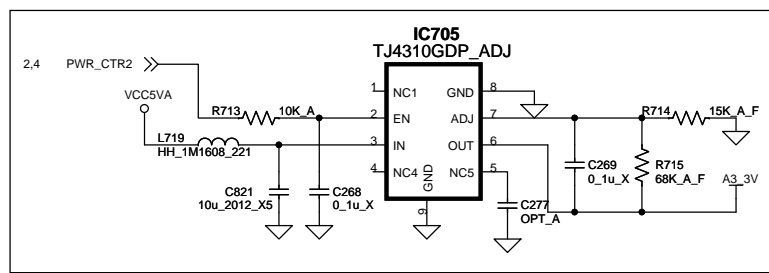 IC705
TJ4310GDP_ADJ
2,4 PWR_CTR2
VCC5VA
R713 10K_A
L719
HH_1M1608_221
C821
10u_2012_X5
C268
0_1u_X
1 NC1
2 EN
3 IN
4 NC4
GND 8
ADJ 7
OUT 6
NC5 5
GND
9
R714 15K_A_F
C269
0_1u_X
R715
68K_A_F
A3_3V
C277
OPT_A